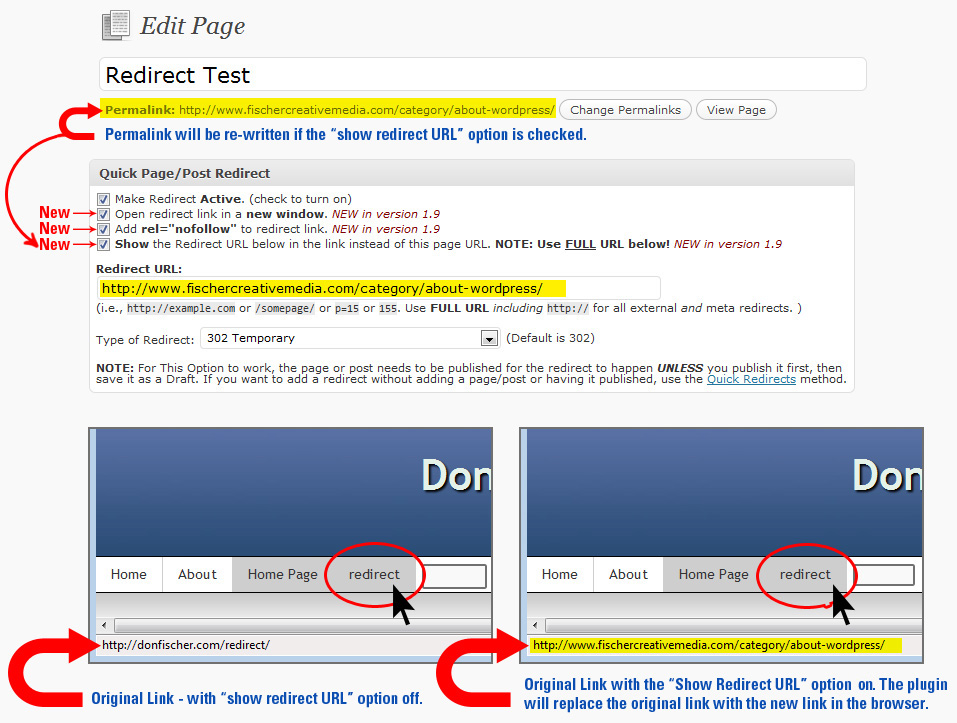 Edit Page
Redirect Test
Permalink: http://www.fischercreativemedia.com/category/about-wordpress/ Change Permalinks View Page
Permalink will be re-written if the “show redirect URL” option is checked.
Quick Page/Post Redirect
Make Redirect Active. (check to turn on)
New Open redirect link in a new window. NEW in version 1.9
New Add rel="nofollow" to redirect link. NEW in version 1.9
New Show the Redirect URL below in the link instead of this page URL. NOTE: Use FULL URL below! NEW in version 1.9
Redirect URL:
http://www.fischercreativemedia.com/category/about-wordpress/
(i.e., http://example.com or /somepage/ or p=15 or 155. Use FULL URL including http:// for all external and meta redirects. )
Type of Redirect: 302 Temporary (Default is 302)
NOTE: For This Option to work, the page or post needs to be published for the redirect to happen UNLESS you publish it first, then
save it as a Draft. If you want to add a redirect without adding a page/post or having it published, use the Quick Redirects method.
Don
Home About Home Page redirect
http://donfischer.com/redirect/
Original Link - with “show redirect URL” option off.
Don
Home About Home Page redirect
http://www.fischercreativemedia.com/category/about-wordpress/
Original Link with the “Show Redirect URL” option on. The plugin
will replace the original link with the new link in the browser.